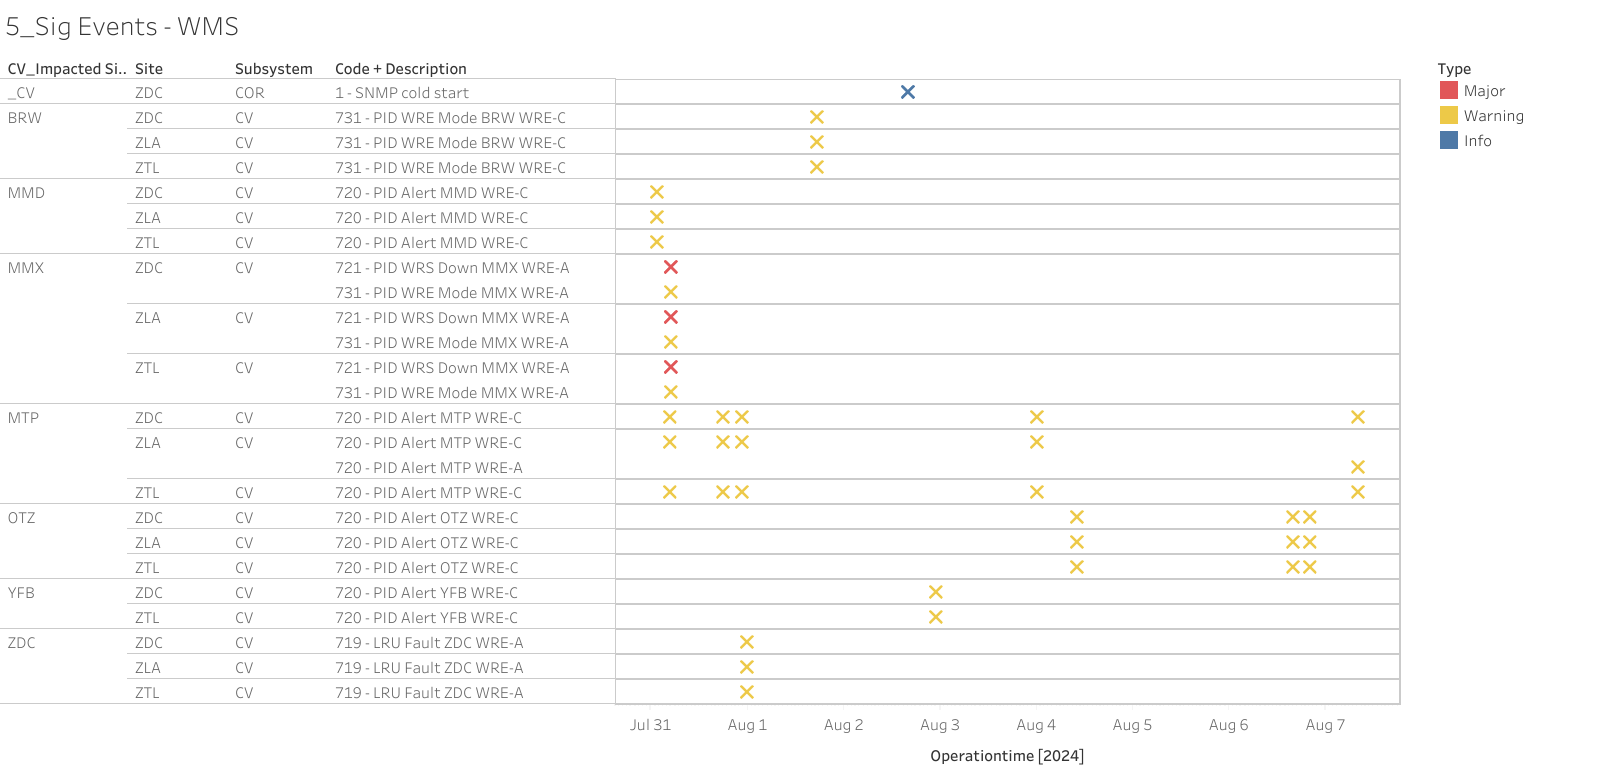 5_Sig Events - WMS
CV_Impacted Si.. Site Subsystem Code + Description
Type
_CV ZDC COR 1 - SNMP cold start
Major
BRW ZDC CV 731 - PID WRE Mode BRW WRE-C
Warning
ZLA CV 731 - PID WRE Mode BRW WRE-C
Info
ZTL CV 731 - PID WRE Mode BRW WRE-C
MMD ZDC CV 720 - PID Alert MMD WRE-C
ZLA CV 720 - PID Alert MMD WRE-C
ZTL CV 720 - PID Alert MMD WRE-C
MMX ZDC CV 721 - PID WRS Down MMX WRE-A
731 - PID WRE Mode MMX WRE-A
ZLA CV 721 - PID WRS Down MMX WRE-A
731 - PID WRE Mode MMX WRE-A
ZTL CV 721 - PID WRS Down MMX WRE-A
731 - PID WRE Mode MMX WRE-A
MTP ZDC CV 720 - PID Alert MTP WRE-C
ZLA CV 720 - PID Alert MTP WRE-C
720 - PID Alert MTP WRE-A
ZTL CV 720 - PID Alert MTP WRE-C
OTZ ZDC CV 720 - PID Alert OTZ WRE-C
ZLA CV 720 - PID Alert OTZ WRE-C
ZTL CV 720 - PID Alert OTZ WRE-C
YFB ZDC CV 720 - PID Alert YFB WRE-C
ZTL CV 720 - PID Alert YFB WRE-C
ZDC ZDC CV 719 - LRU Fault ZDC WRE-A
ZLA CV 719 - LRU Fault ZDC WRE-A
ZTL CV 719 - LRU Fault ZDC WRE-A
Jul 31 Aug 1 Aug 2 Aug 3 Aug 4 Aug 5 Aug 6 Aug 7
Operationtime [2024]